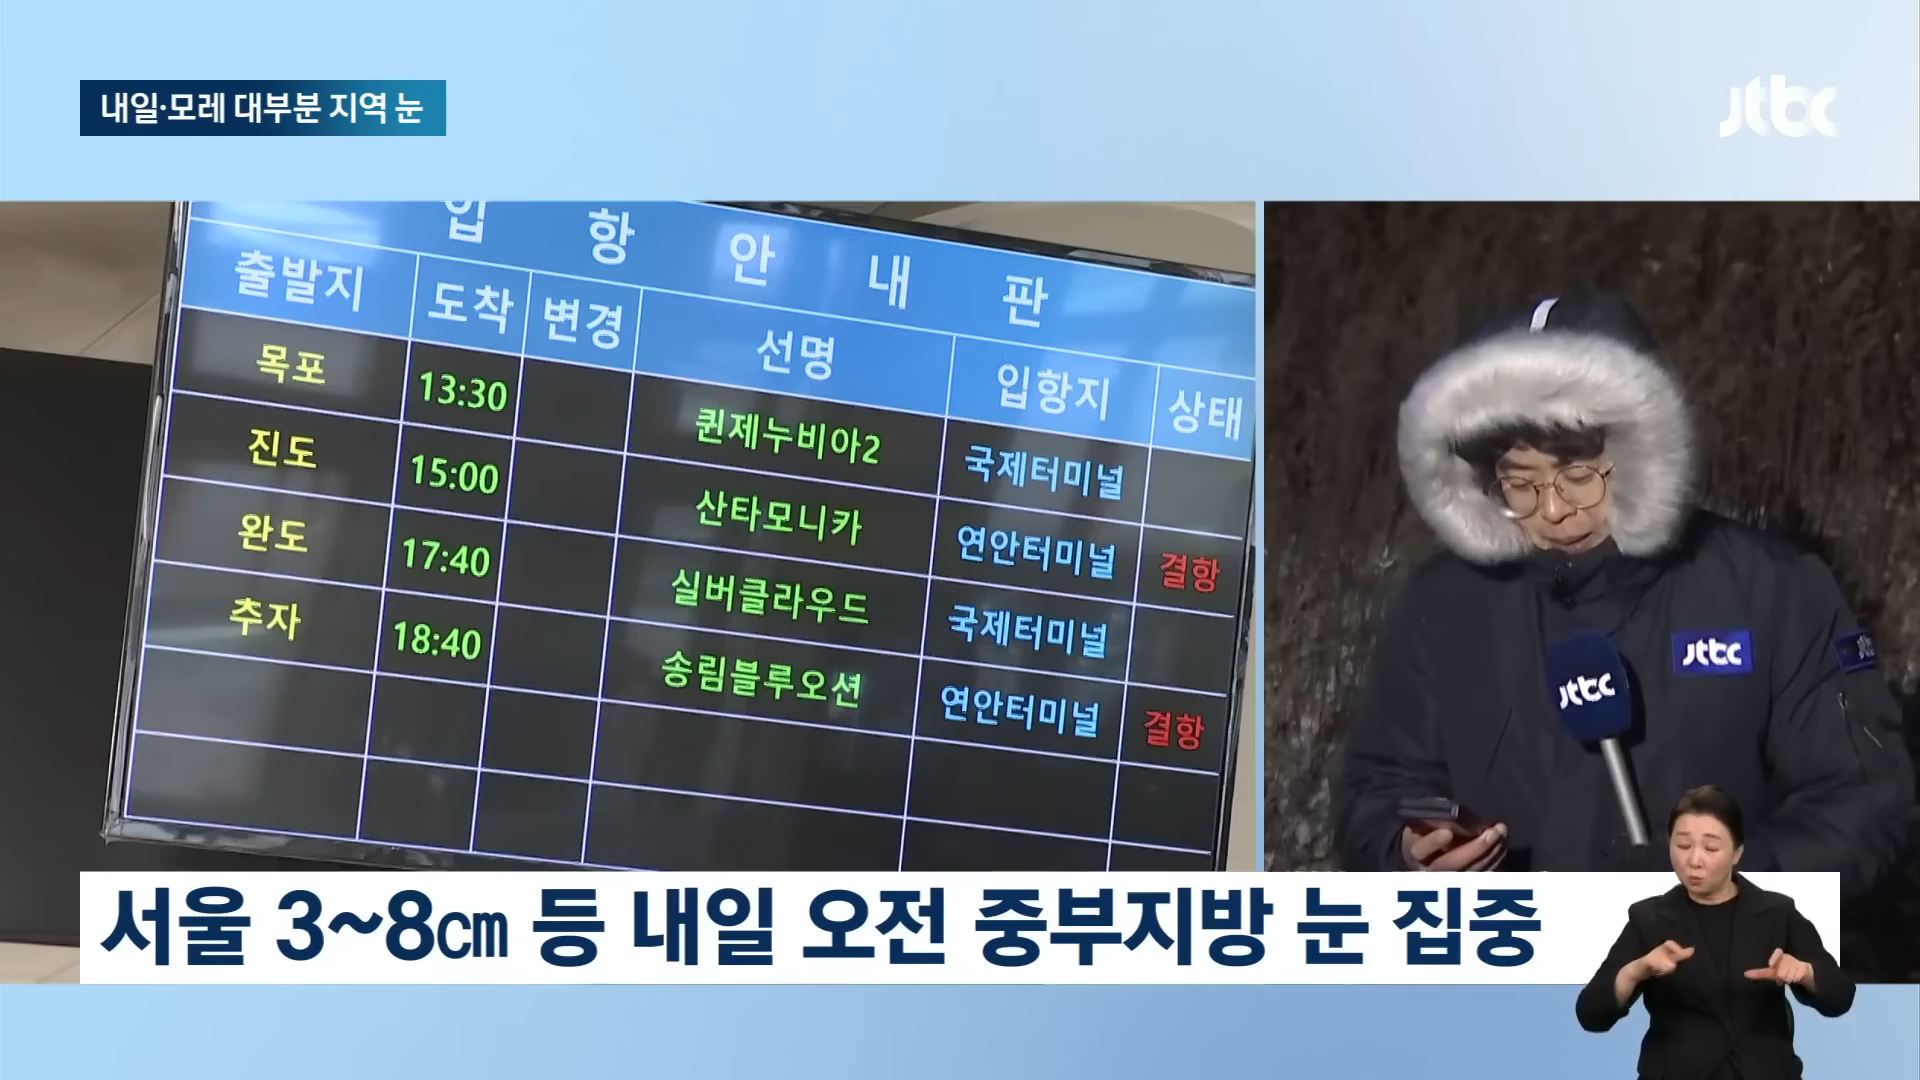 내일·모레 대부분 지역 눈
jtbc
입 항 안 내 판
출발지 도착 변경 선명 입항지 상태
목포 13:30 퀸제누비아2 국제터미널
진도 15:00 산타모니카 연안터미널 결항
완도 17:40 실버클라우드 국제터미널
추자 18:40 송림블루오션 연안터미널 결항
jtbc
jtbc
서울 3~8㎝ 등 내일 오전 중부지방 눈 집중